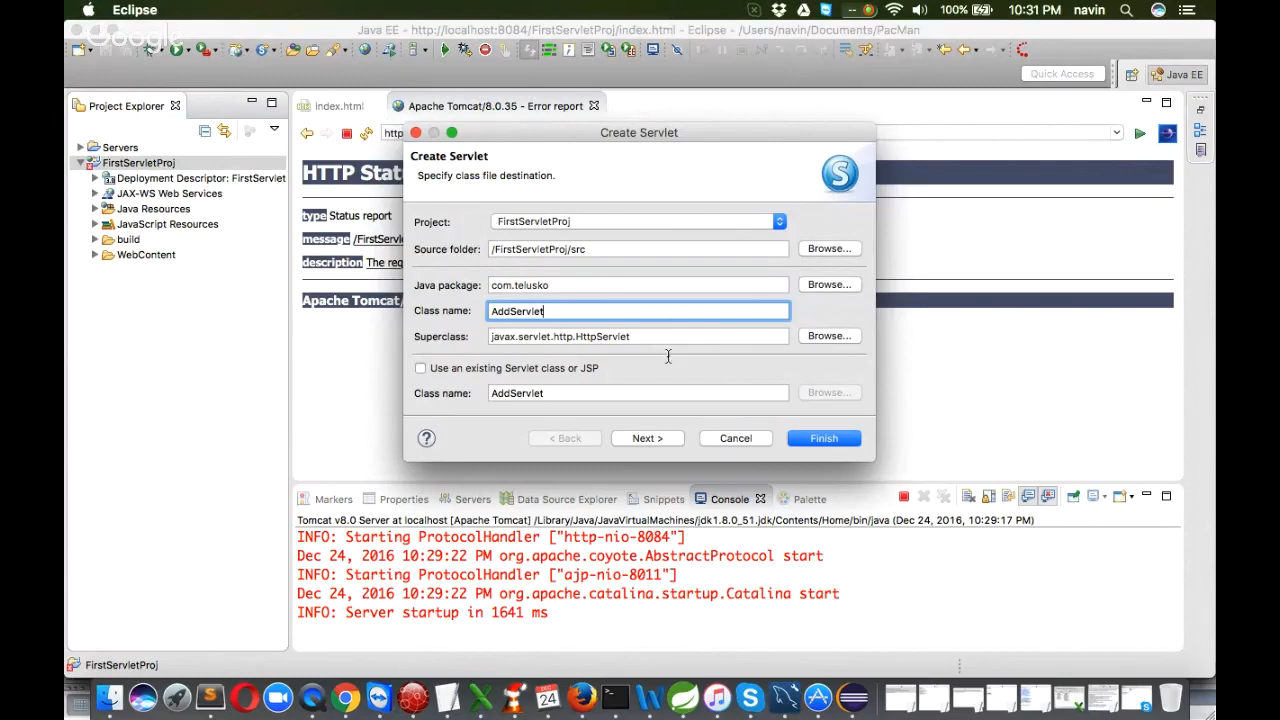 Eclipse
100%
10:31 PM
navin
Google
Java EE - http://localhost:8084/FirstServletProj/index.html - Eclipse - /Users/navin/Documents/PacMan
Quick Access
Java EE
Project Explorer
index.html
Apache Tomcat/8.0.35 - Error report
http
Servers
FirstServletProj
Deployment Descriptor: FirstServlet
JAX-WS Web Services
Java Resources
JavaScript Resources
build
WebContent
HTTP Stat
type Status report
message /FirstServle
description The req
Apache Tomcat/
Create Servlet
Create Servlet
Specify class file destination.
S
Project: FirstServletProj
Source folder: /FirstServletProj/src
Browse...
Java package: com.telusko
Browse...
Class name: AddServlet
Superclass: javax.servlet.http.HttpServlet
Browse...
Use an existing Servlet class or JSP
Class name: AddServlet
Browse...
?
< Back
Next >
Cancel
Finish
Markers
Properties
Servers
Data Source Explorer
Snippets
Console
Palette
Tomcat v8.0 Server at localhost [Apache Tomcat] /Library/Java/JavaVirtualMachines/jdk1.8.0_51.jdk/Contents/Home/bin/java (Dec 24, 2016, 10:29:17 PM)
INFO: Starting ProtocolHandler ["http-nio-8084"]
Dec 24, 2016 10:29:22 PM org.apache.coyote.AbstractProtocol start
INFO: Starting ProtocolHandler ["ajp-nio-8011"]
Dec 24, 2016 10:29:22 PM org.apache.catalina.startup.Catalina start
INFO: Server startup in 1641 ms
FirstServletProj
24